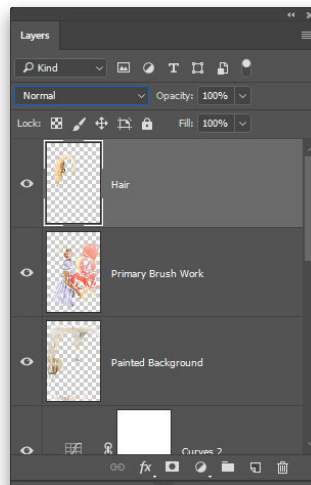 Layers
Kind
Normal Opacity: 100%
Lock: Fill: 100%
Hair
Primary Brush Work
Painted Background
Curves 2
fx